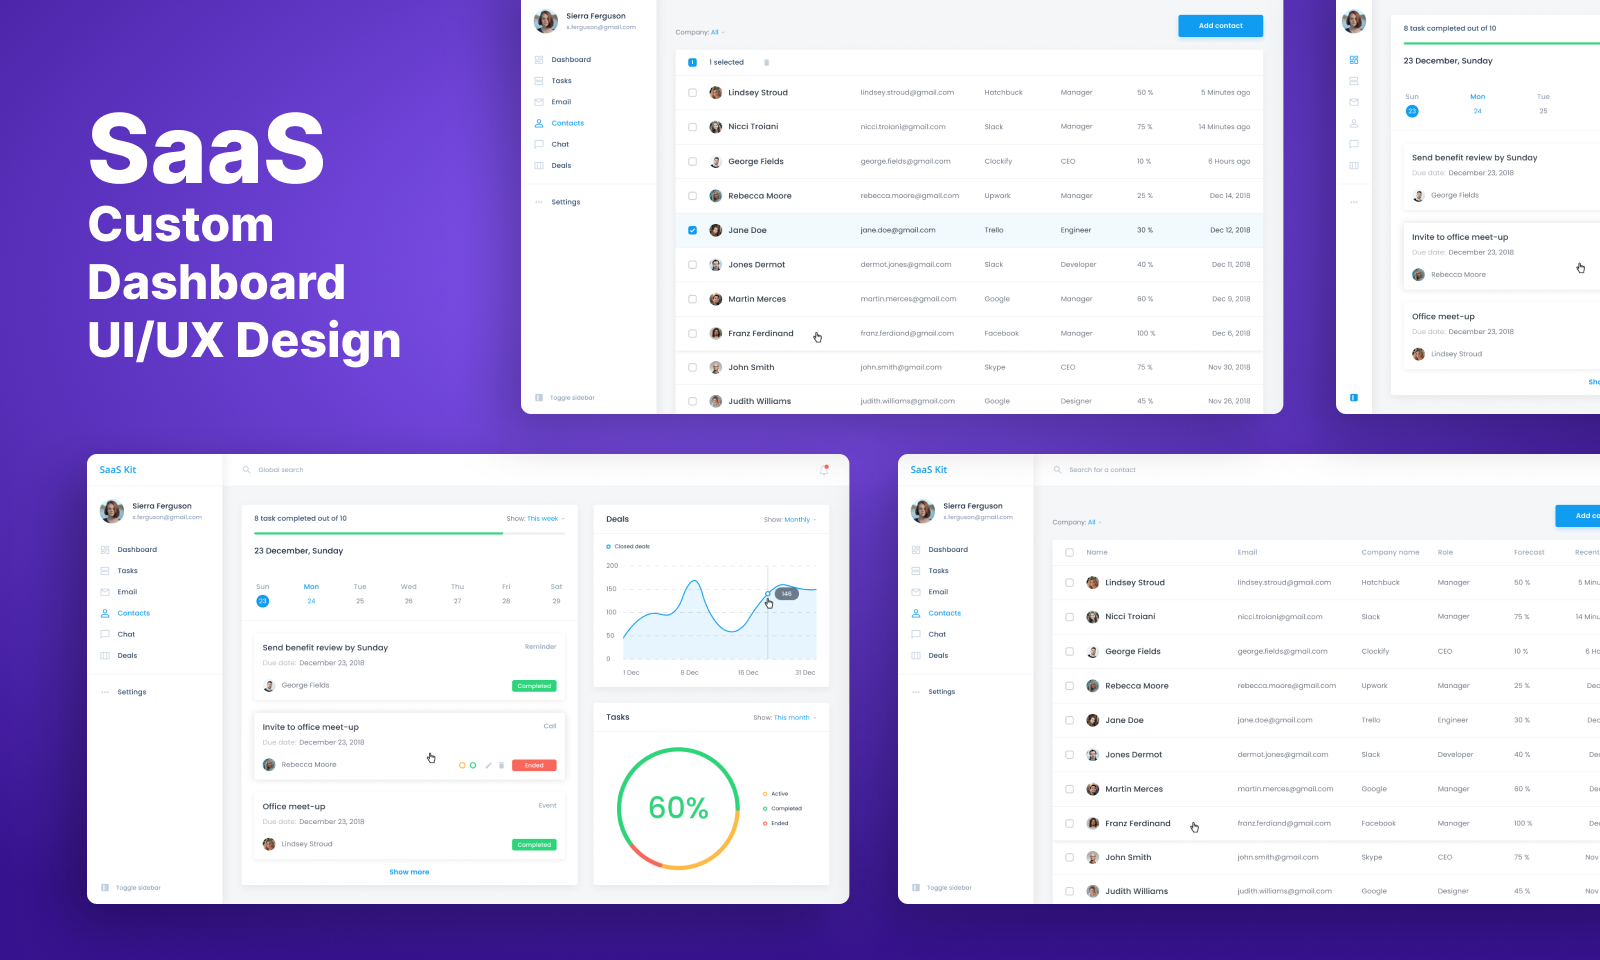 SaaS
Custom
Dashboard
UI/UX Design
Sierra Ferguson
s.ferguson@gmail.com
Dashboard
Tasks
Email
Contacts
Chat
Deals
Settings
Toggle sidebar
Company: All
Add contact
1 selected
Lindsey Stroud lindsey.stroud@gmail.com Hatchbuck Manager 50 % 5 Minutes ago
Nicci Troiani nicci.troiani@gmail.com Slack Manager 75 % 14 Minutes ago
George Fields george.fields@gmail.com Clockify CEO 10 % 6 Hours ago
Rebecca Moore rebecca.moore@gmail.com Upwork Manager 25 % Dec 14, 2018
Jane Doe jane.doe@gmail.com Trello Engineer 30 % Dec 12, 2018
Jones Dermot dermot.jones@gmail.com Slack Developer 40 % Dec 11, 2018
Martin Merces martin.merces@gmail.com Google Manager 60 % Dec 9, 2018
Franz Ferdinand franz.ferdiand@gmail.com Facebook Manager 100 % Dec 6, 2018
John Smith john.smith@gmail.com Skype CEO 75 % Nov 30, 2018
Judith Williams judith.williams@gmail.com Google Designer 45 % Nov 26, 2018
8 task completed out of 10
23 December, Sunday
Sun Mon Tue
23 24 25
Send benefit review by Sunday
Due date: December 23, 2018
George Fields
Invite to office meet-up
Due date: December 23, 2018
Rebecca Moore
Office meet-up
Due date: December 23, 2018
Lindsey Stroud
Sho
SaaS Kit
Global search
Sierra Ferguson
s.ferguson@gmail.com
Dashboard
Tasks
Email
Contacts
Chat
Deals
Settings
Toggle sidebar
8 task completed out of 10 Show: This week
23 December, Sunday
Sun Mon Tue Wed Thu Fri Sat
23 24 25 26 27 28 29
Send benefit review by Sunday Reminder
Due date: December 23, 2018
George Fields Completed
Invite to office meet-up Call
Due date: December 23, 2018
Rebecca Moore Ended
Office meet-up Event
Due date: December 23, 2018
Lindsey Stroud Completed
Show more
Deals Show: Monthly
Closed deals
200
150
146
100
50
0
1 Dec 8 Dec 16 Dec 31 Dec
Tasks Show: This month
60%
Active
Completed
Ended
SaaS Kit
Search for a contact
Sierra Ferguson
s.ferguson@gmail.com
Dashboard
Tasks
Email
Contacts
Chat
Deals
Settings
Toggle sidebar
Company: All
Add co
Name Email Company name Role Forecast Recent
Lindsey Stroud lindsey.stroud@gmail.com Hatchbuck Manager 50 % 5 Minu
Nicci Troiani nicci.troiani@gmail.com Slack Manager 75 % 14 Minu
George Fields george.fields@gmail.com Clockify CEO 10 % 6 Ho
Rebecca Moore rebecca.moore@gmail.com Upwork Manager 25 % Dec
Jane Doe jane.doe@gmail.com Trello Engineer 30 % Dec
Jones Dermot dermot.jones@gmail.com Slack Developer 40 % Dec
Martin Merces martin.merces@gmail.com Google Manager 60 % Dec
Franz Ferdinand franz.ferdiand@gmail.com Facebook Manager 100 % Dec
John Smith john.smith@gmail.com Skype CEO 75 % Nov
Judith Williams judith.williams@gmail.com Google Designer 45 % Nov